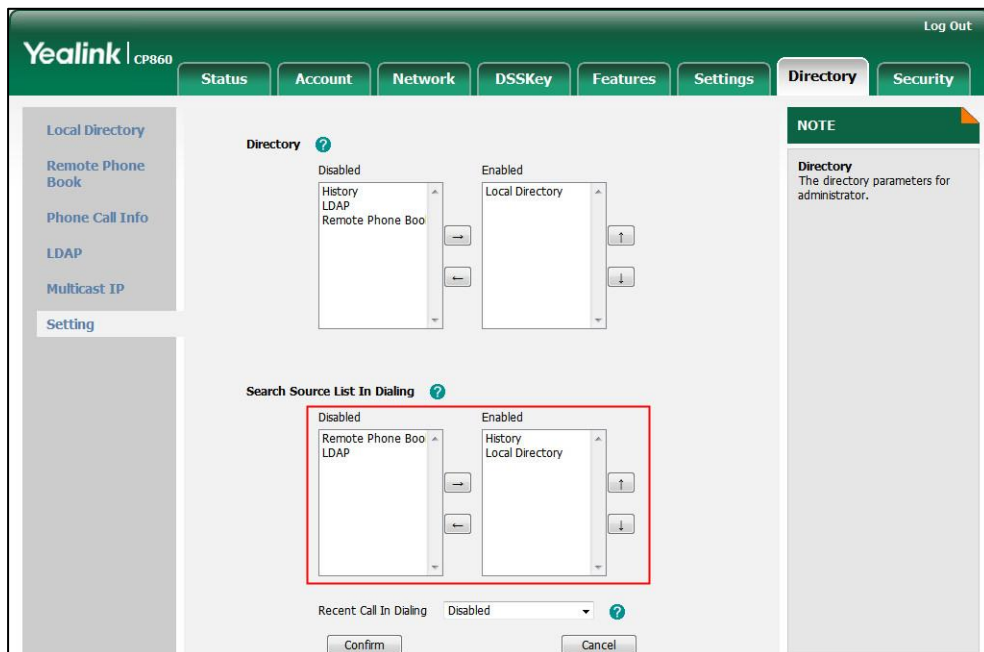 Log Out
Yealink CP860
Status Account Network DSSKey Features Settings Directory Security
Local Directory
Remote Phone
Book
Phone Call Info
LDAP
Multicast IP
Setting
Directory ?
Disabled Enabled
History
LDAP
Remote Phone Boo
Local Directory
→
←
↑
↓
Search Source List In Dialing ?
Disabled Enabled
Remote Phone Boo
LDAP
History
Local Directory
→
←
↑
↓
Recent Call In Dialing Disabled ?
Confirm Cancel
NOTE
Directory
The directory parameters for
administrator.